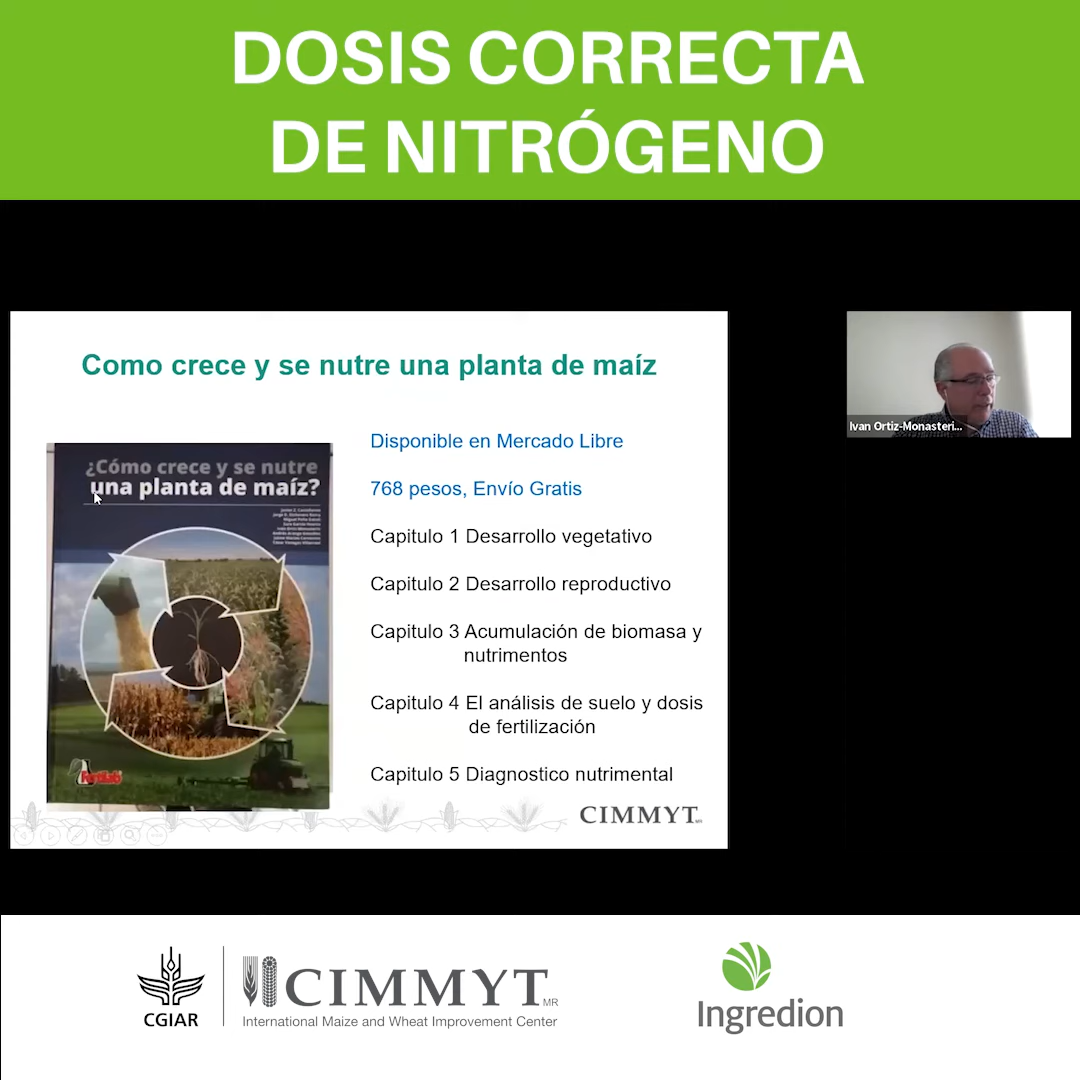 DOSIS CORRECTA
DE NITRÓGENO
Como crece y se nutre una planta de maíz
¿Cómo crece y se nutre
una planta de maíz?
Fertilab
Disponible en Mercado Libre
768 pesos, Envío Gratis
Capitulo 1 Desarrollo vegetativo
Capitulo 2 Desarrollo reproductivo
Capitulo 3 Acumulación de biomasa y
nutrimentos
Capitulo 4 El análisis de suelo y dosis
de fertilización
Capitulo 5 Diagnostico nutrimental
CIMMYT
Ivan Ortiz-Monasteri...
CGIAR
CIMMYT MR
International Maize and Wheat Improvement Center
Ingredion